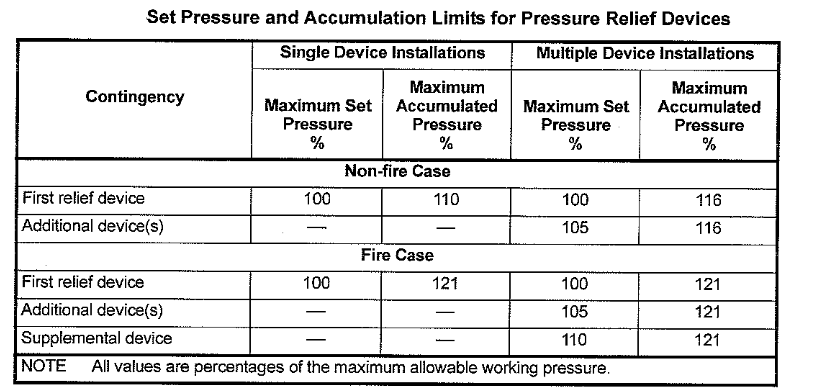 Set Pressure and Accumulation Limits for Pressure Relief Devices
Contingency
Single Device Installations
Multiple Device Installations
Maximum Set Pressure %
Maximum Accumulated Pressure %
Maximum Set Pressure %
Maximum Accumulated Pressure %
Non-fire Case
First relief device 100 110 100 116
Additional device(s) — — 105 116
Fire Case
First relief device 100 121 100 121
Additional device(s) — — 105 121
Supplemental device — — 110 121
NOTE All values are percentages of the maximum allowable working pressure.